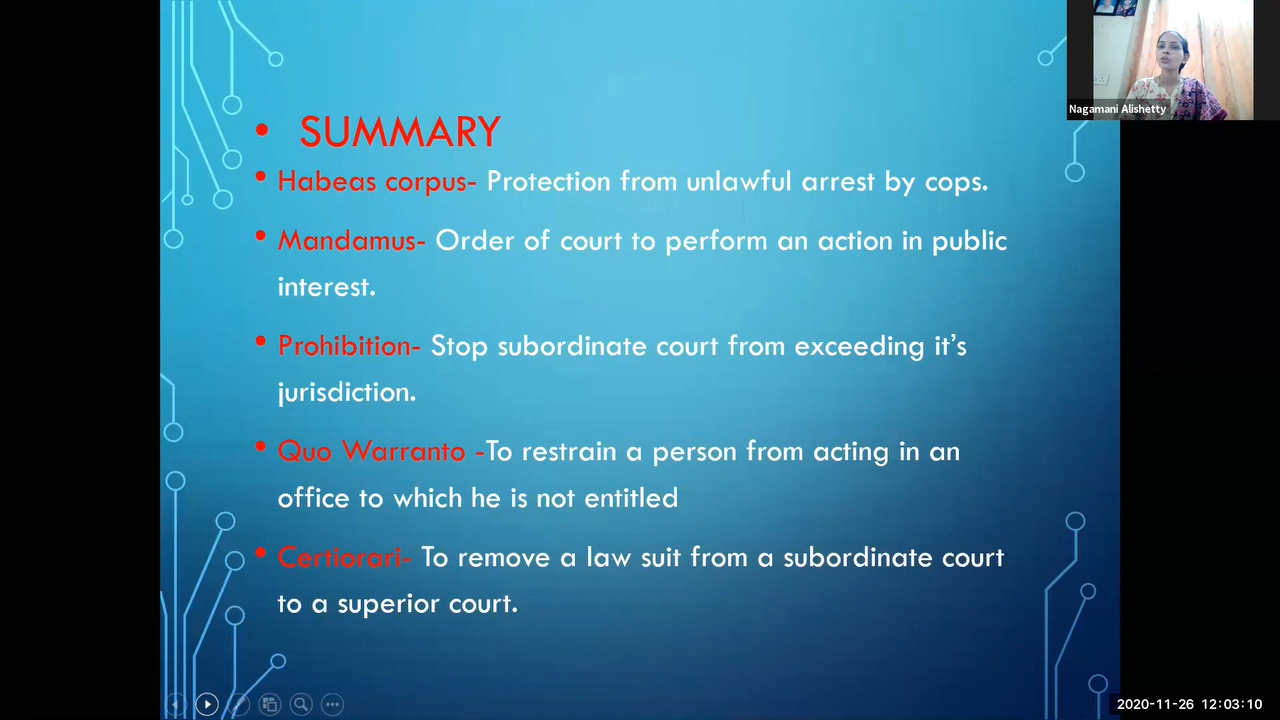 • SUMMARY
• Habeas corpus- Protection from unlawful arrest by cops.
• Mandamus- Order of court to perform an action in public
interest.
• Prohibition- Stop subordinate court from exceeding it's
jurisdiction.
• Quo Warranto -To restrain a person from acting in an
office to which he is not entitled
• Certiorari- To remove a law suit from a subordinate court
to a superior court.
Nagamani Alishetty
2020-11-26 12:03:10